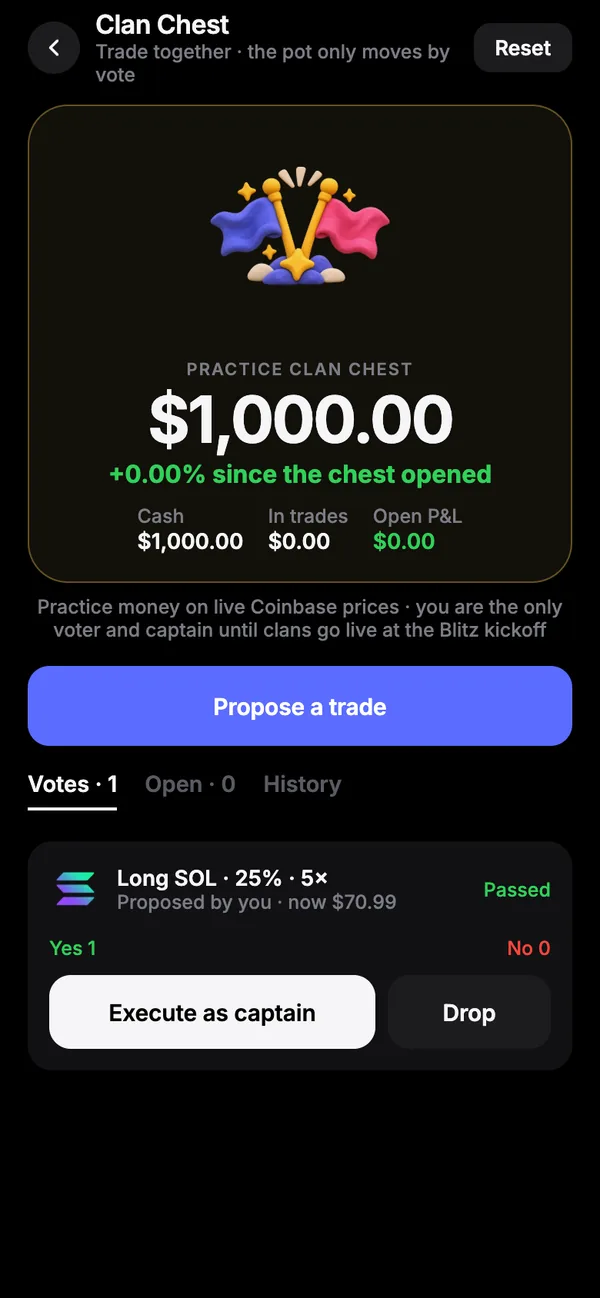 Clan Chest
Trade together · the pot only moves by
vote
Reset
PRACTICE CLAN CHEST
$1,000.00
+0.00% since the chest opened
Cash
In trades
Open P&L
$1,000.00
$0.00
$0.00
Practice money on live Coinbase prices · you are the only
voter and captain until clans go live at the Blitz kickoff
Propose a trade
Votes · 1
Open · 0
History
Long SOL · 25% · 5×
Proposed by you · now $70.99
Passed
Yes 1
No 0
Execute as captain
Drop